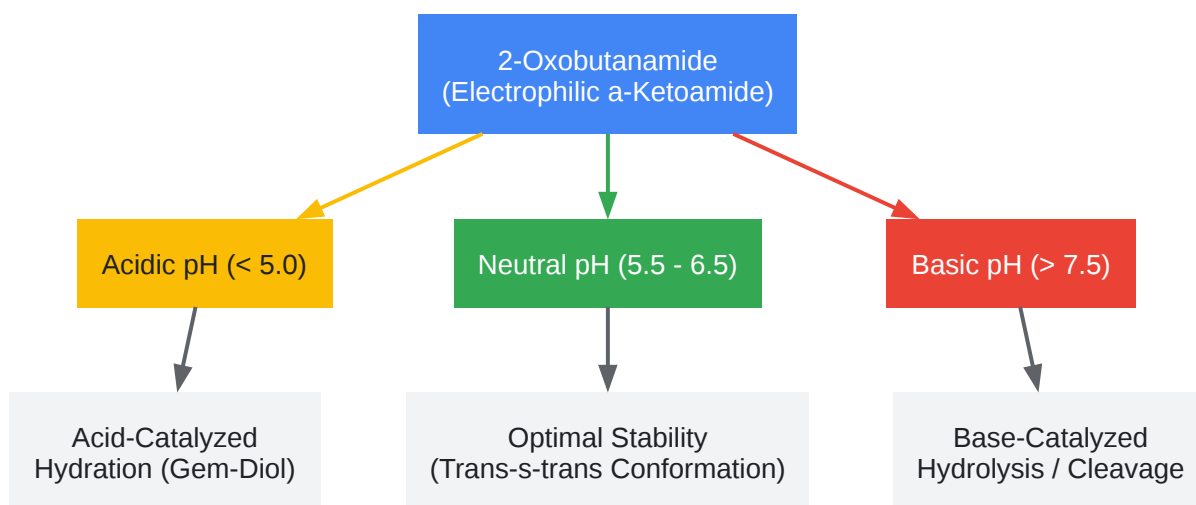 2-Oxobutanamide
(Electrophilic a-Ketoamide)
Acidic pH (< 5.0)
Neutral pH (5.5 - 6.5)
Basic pH (> 7.5)
Acid-Catalyzed
Hydration (Gem-Diol)
Optimal Stability
(Trans-s-trans Conformation)
Base-Catalyzed
Hydrolysis / Cleavage